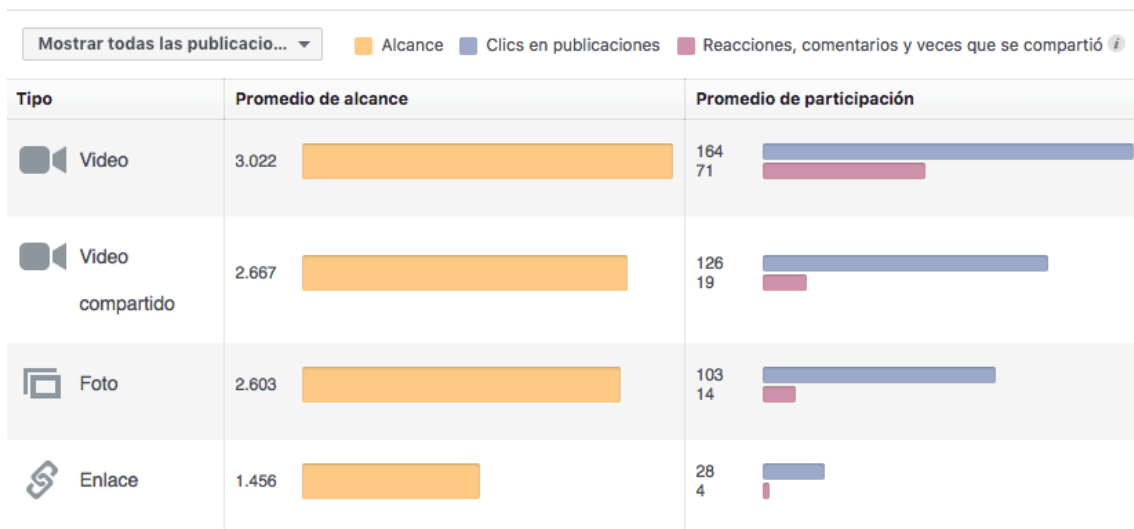 Mostrar todas las publicacio...
Alcance Clics en publicaciones Reacciones, comentarios y veces que se compartió i
Tipo Promedio de alcance Promedio de participación
Video 3.022 164
71
Video
compartido
2.667 126
19
Foto 2.603 103
14
Enlace 1.456 28
4